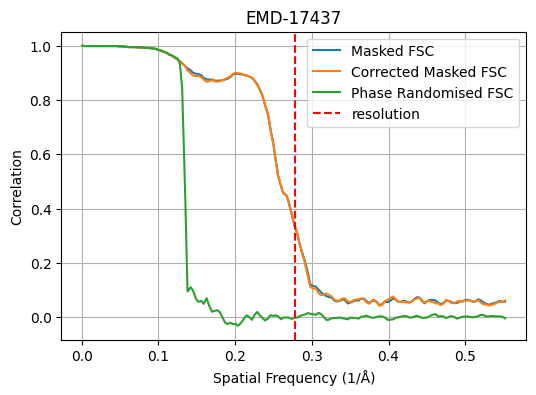 EMD-17437
Masked FSC
Corrected Masked FSC
Phase Randomised FSC
resolution
Correlation
1.0
0.8
0.6
0.4
0.2
0.0
0.0 0.1 0.2 0.3 0.4 0.5
Spatial Frequency (1/Å)